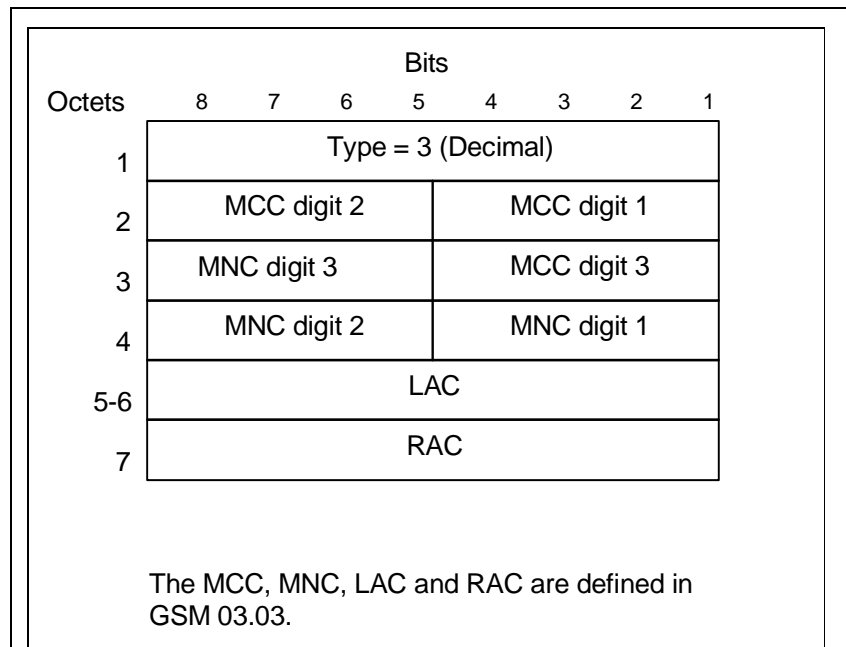 Bits
Octets 8 7 6 5 4 3 2 1
1 Type = 3 (Decimal)
2 MCC digit 2 MCC digit 1
3 MNC digit 3 MCC digit 3
4 MNC digit 2 MNC digit 1
5-6 LAC
7 RAC
The MCC, MNC, LAC and RAC are defined in
GSM 03.03.